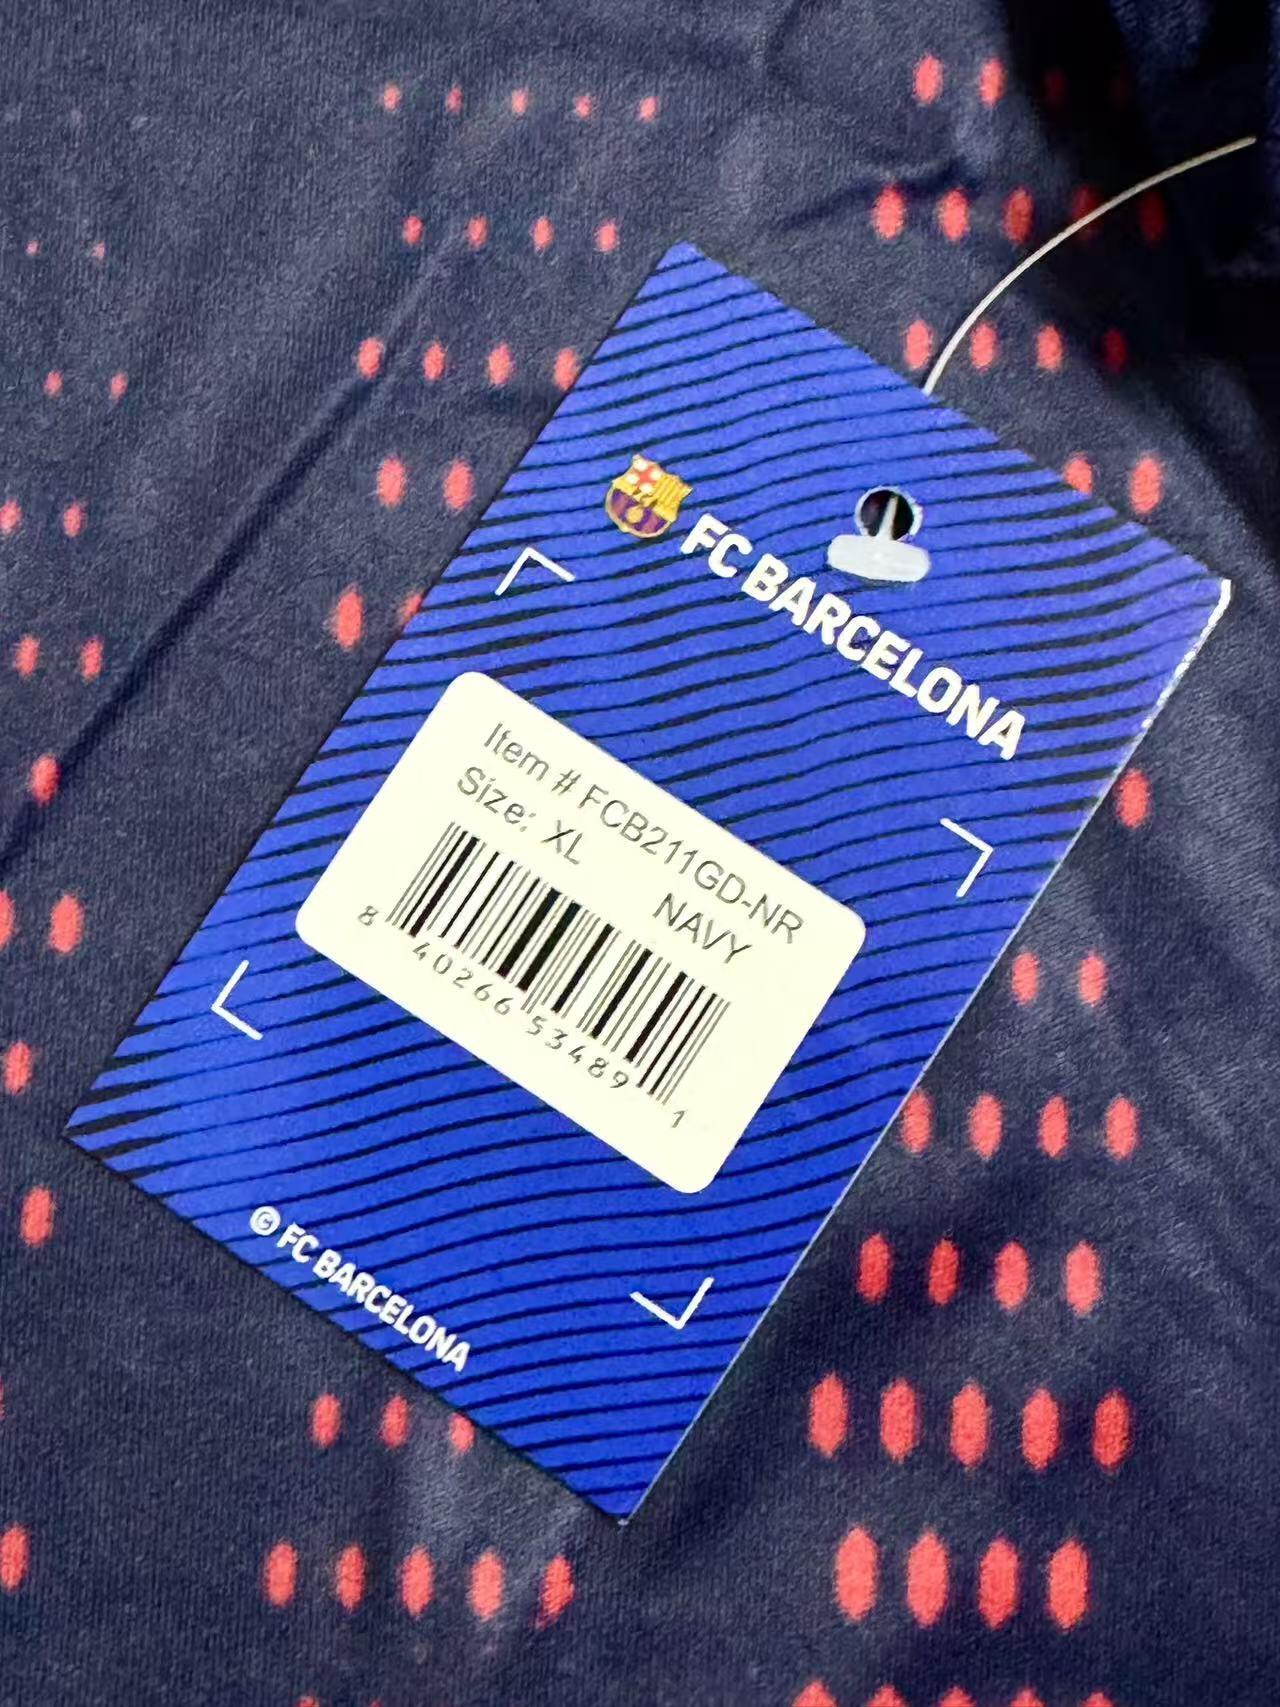 FC BARCELONA
Item # FCB211GD-NR
Size: XL NAVY
8 40266 53489 1
© FC BARCELONA